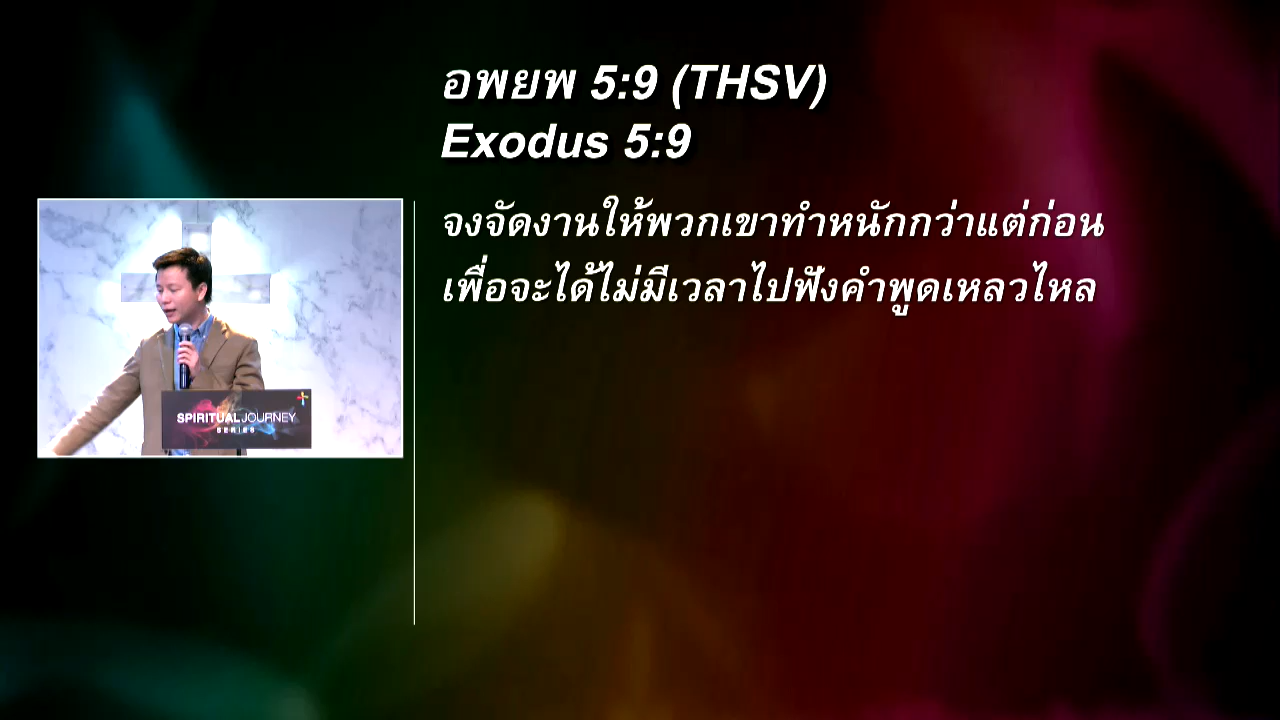 อพยพ 5:9 (THSV)
Exodus 5:9
จงจัดงานให้พวกเขาทำหนักกว่าแต่ก่อน
เพื่อจะได้ไม่มีเวลาไปฟังคำพูดเหลวไหล
SPIRITUAL JOURNEY
SERIES